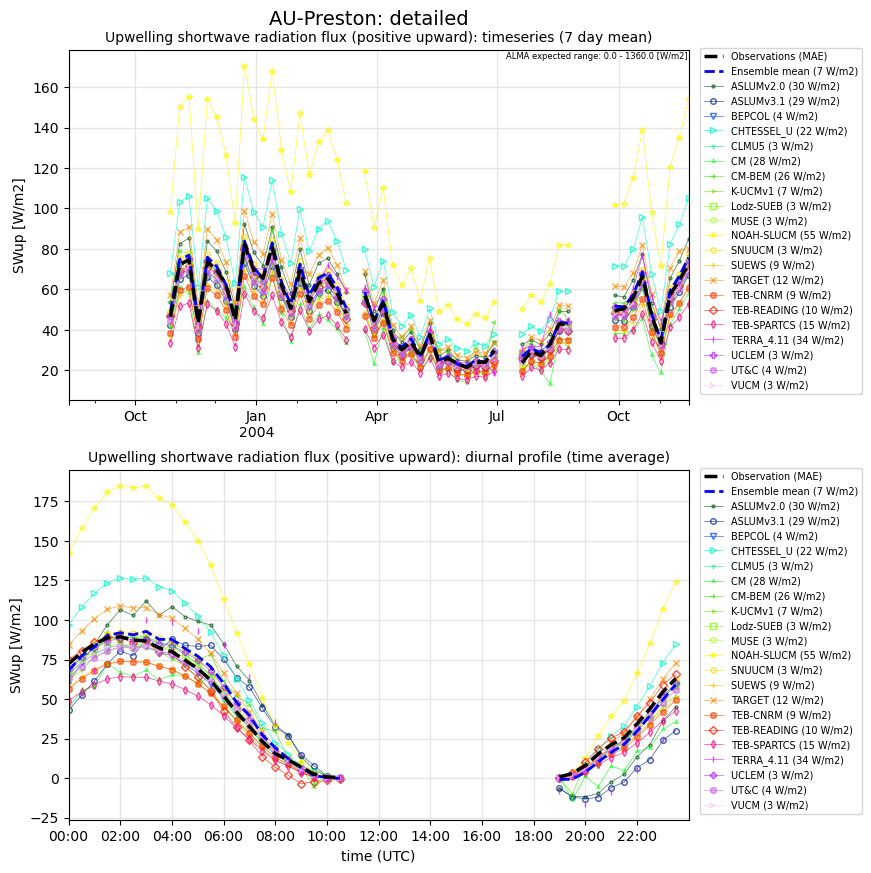 AU-Preston: detailed
Upwelling shortwave radiation flux (positive upward): timeseries (7 day mean)
ALMA expected range: 0.0 - 1360.0 [W/m2]
SWup [W/m2]
160
140
120
100
80
60
40
20
Oct
Jan
2004
Apr
Jul
Oct
Observations (MAE)
Ensemble mean (7 W/m2)
ASLUMv2.0 (30 W/m2)
ASLUMv3.1 (29 W/m2)
BEPCOL (4 W/m2)
CHTESSEL_U (22 W/m2)
CLMU5 (3 W/m2)
CM (28 W/m2)
CM-BEM (26 W/m2)
K-UCMv1 (7 W/m2)
Lodz-SUEB (3 W/m2)
MUSE (3 W/m2)
NOAH-SLUCM (55 W/m2)
SNUUCM (3 W/m2)
SUEWS (9 W/m2)
TARGET (12 W/m2)
TEB-CNRM (9 W/m2)
TEB-READING (10 W/m2)
TEB-SPARTCS (15 W/m2)
TERRA_4.11 (34 W/m2)
UCLEM (3 W/m2)
UT&C (4 W/m2)
VUCM (3 W/m2)
Upwelling shortwave radiation flux (positive upward): diurnal profile (time average)
SWup [W/m2]
175
150
125
100
75
50
25
0
−25
00:00
02:00
04:00
06:00
08:00
10:00
12:00
14:00
16:00
18:00
20:00
22:00
time (UTC)
Observation (MAE)
Ensemble mean (7 W/m2)
ASLUMv2.0 (30 W/m2)
ASLUMv3.1 (29 W/m2)
BEPCOL (4 W/m2)
CHTESSEL_U (22 W/m2)
CLMU5 (3 W/m2)
CM (28 W/m2)
CM-BEM (26 W/m2)
K-UCMv1 (7 W/m2)
Lodz-SUEB (3 W/m2)
MUSE (3 W/m2)
NOAH-SLUCM (55 W/m2)
SNUUCM (3 W/m2)
SUEWS (9 W/m2)
TARGET (12 W/m2)
TEB-CNRM (9 W/m2)
TEB-READING (10 W/m2)
TEB-SPARTCS (15 W/m2)
TERRA_4.11 (34 W/m2)
UCLEM (3 W/m2)
UT&C (4 W/m2)
VUCM (3 W/m2)